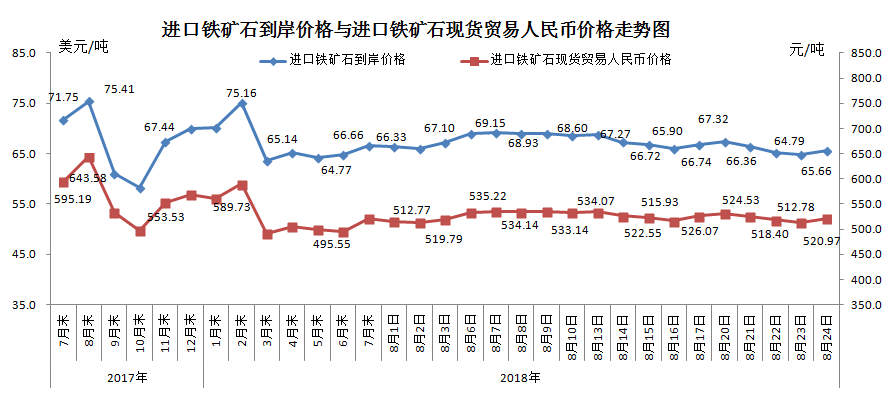 进口铁矿石到岸价格与进口铁矿石现货贸易人民币价格走势图
美元/吨
元/吨
进口铁矿石到岸价格
进口铁矿石现货贸易人民币价格
85.0
75.0
65.0
55.0
45.0
35.0
850.0
800.0
750.0
700.0
650.0
600.0
550.0
500.0
450.0
400.0
350.0
71.75
75.41
67.44
75.16
65.14
64.77
66.66
66.33
67.10
69.15
68.93
68.60
67.27
66.72
65.90
66.74
67.32
66.36
64.79
65.66
595.19
643.58
553.53
589.73
495.55
512.77
519.79
535.22
534.14
533.14
534.07
522.55
515.93
526.07
524.53
518.40
512.78
520.97
7月末
8月末
9月末
10月末
11月末
12月末
1月末
2月末
3月末
4月末
5月末
6月末
7月末
8月1日
8月2日
8月3日
8月6日
8月7日
8月8日
8月9日
8月10日
8月13日
8月14日
8月15日
8月16日
8月17日
8月20日
8月21日
8月22日
8月23日
8月24日
2017年
2018年